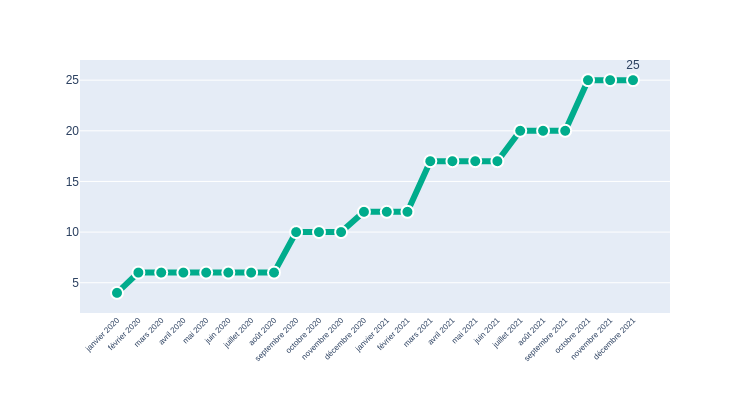 25
25
20
15
10
5
janvier 2020
février 2020
mars 2020
avril 2020
mai 2020
juin 2020
juillet 2020
août 2020
septembre 2020
octobre 2020
novembre 2020
décembre 2020
janvier 2021
février 2021
mars 2021
avril 2021
mai 2021
juin 2021
juillet 2021
août 2021
septembre 2021
octobre 2021
novembre 2021
décembre 2021